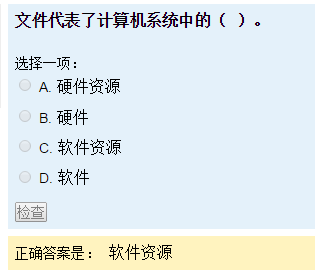 文件代表了计算机系统中的（ ）。
选择一项：
A. 硬件资源
B. 硬件
C. 软件资源
D. 软件
检查
正确答案是： 软件资源